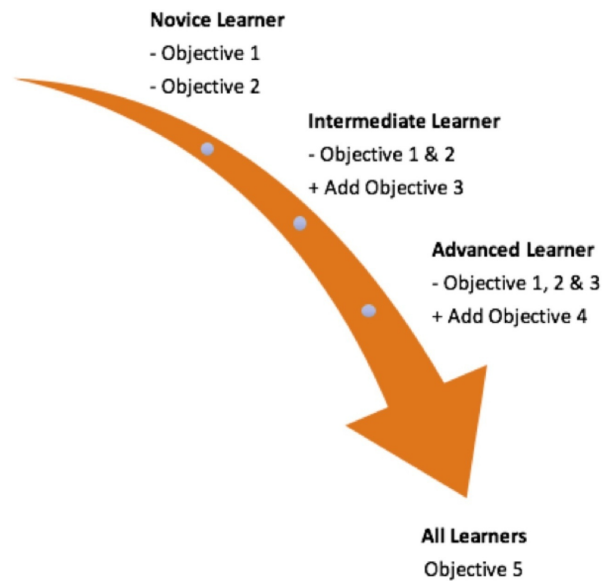 Novice Learner
- Objective 1
- Objective 2
Intermediate Learner
- Objective 1 & 2
+ Add Objective 3
Advanced Learner
- Objective 1, 2 & 3
+ Add Objective 4
All Learners
Objective 5